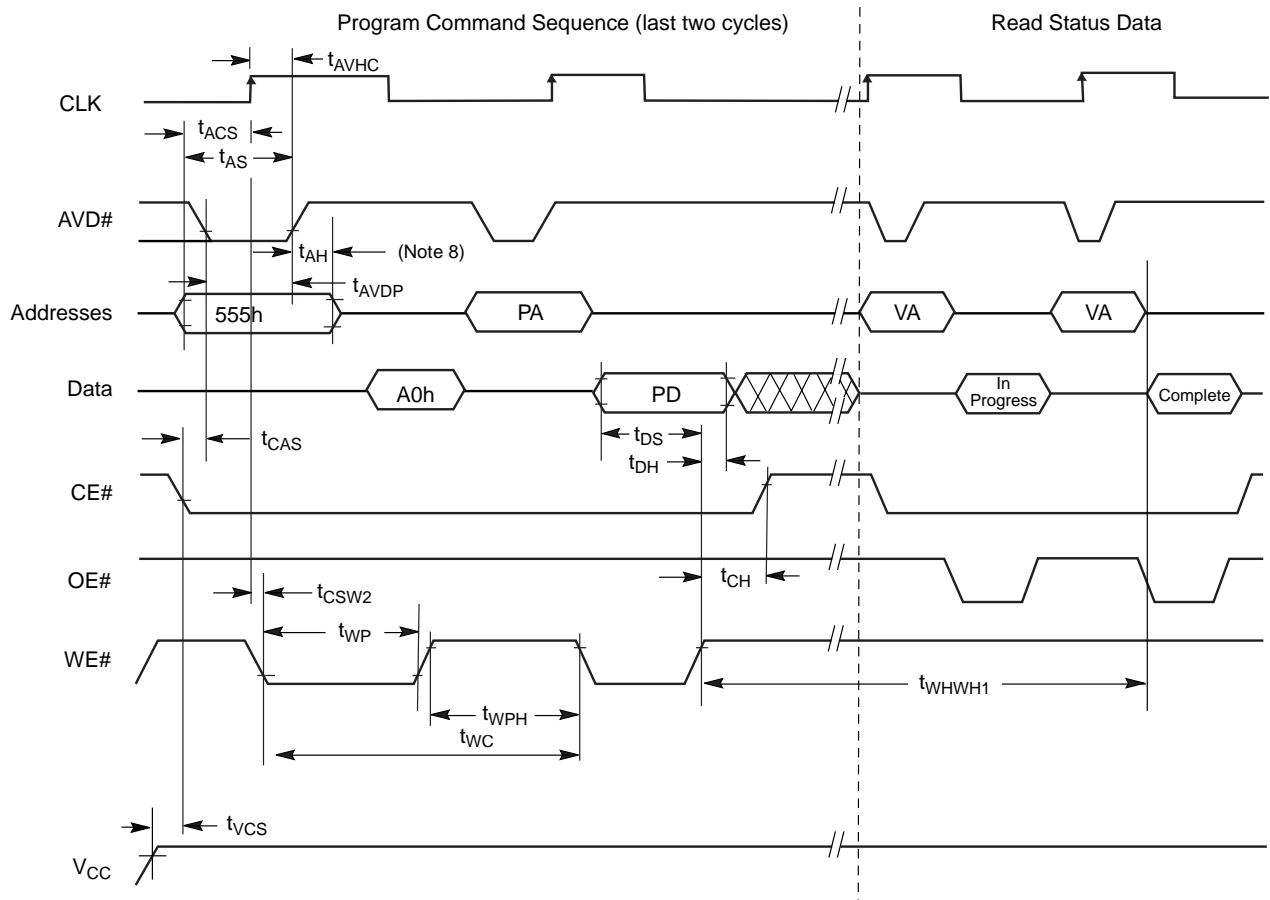 Program Command Sequence (last two cycles)
Read Status Data
tAVHC
CLK
tACS
tAS
AVD#
tAH
(Note 8)
tAVDP
Addresses
555h
PA
VA
VA
Data
A0h
PD
In
Progress
Complete
tCAS
tDS
tDH
CE#
OE#
tCH
tCSW2
tWP
WE#
tWHWH1
tWPH
tWC
tVCS
VCC